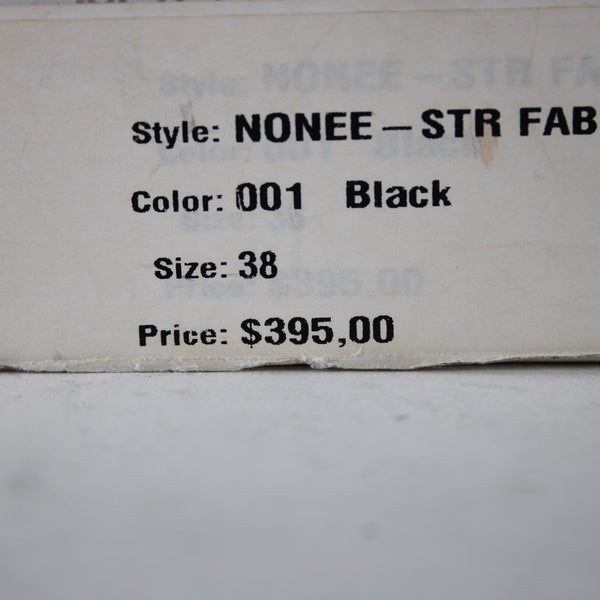 Style: NONEE – STR FAB
Color: 001 Black
Size: 38
Price: $395,00